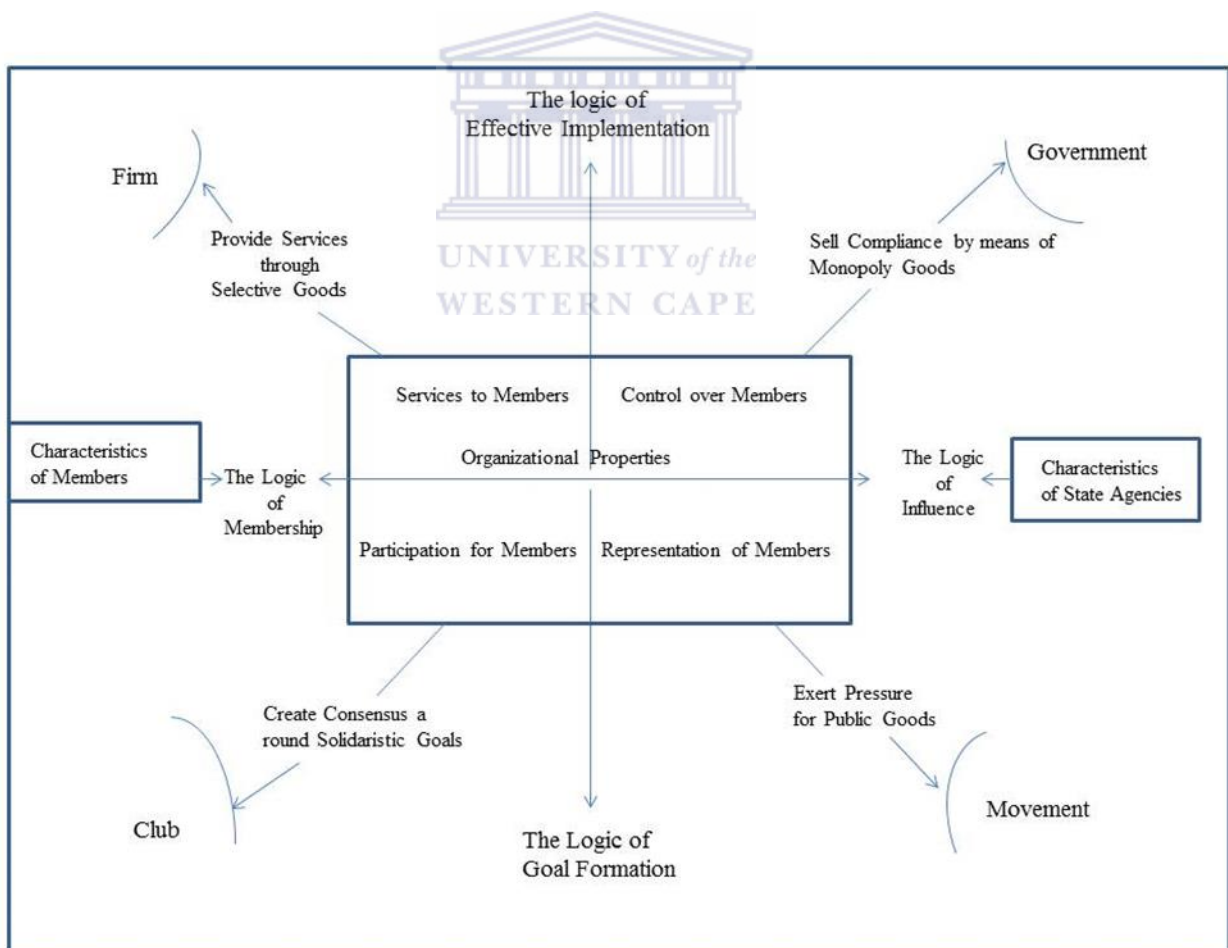 The logic of
Effective Implementation
Firm
Government
Provide Services
through
Selective Goods
UNIVERSITY of the
WESTERN CAPE
Sell Compliance by means of
Monopoly Goods
Services to Members
Control over Members
Organizational Properties
Characteristics
of Members
The Logic
of
Membership
The Logic
of
Influence
Characteristics
of State Agencies
Participation for Members
Representation of Members
Create Consensus a
round Solidaristic Goals
Exert Pressure
for Public Goods
Club
Movement
The Logic of
Goal Formation